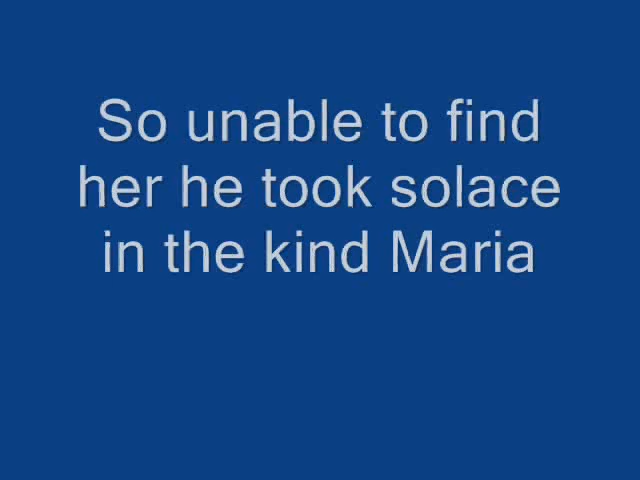 So unable to find
her he took solace
in the kind Maria